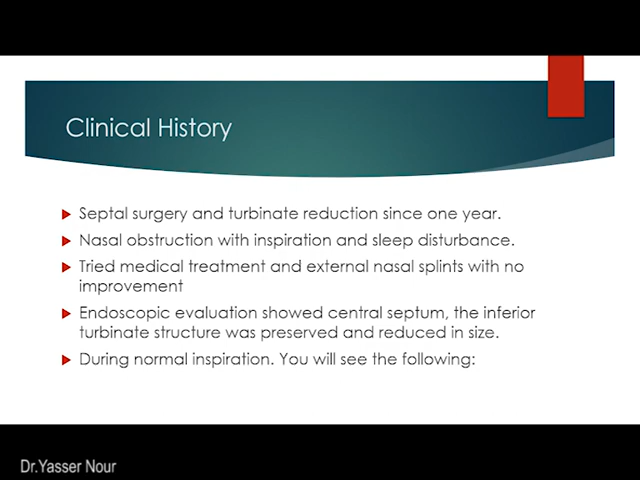 Clinical History
Septal surgery and turbinate reduction since one year.
Nasal obstruction with inspiration and sleep disturbance.
Tried medical treatment and external nasal splints with no
improvement
Endoscopic evaluation showed central septum, the inferior
turbinate structure was preserved and reduced in size.
During normal inspiration. You will see the following:
Dr.Yasser Nour